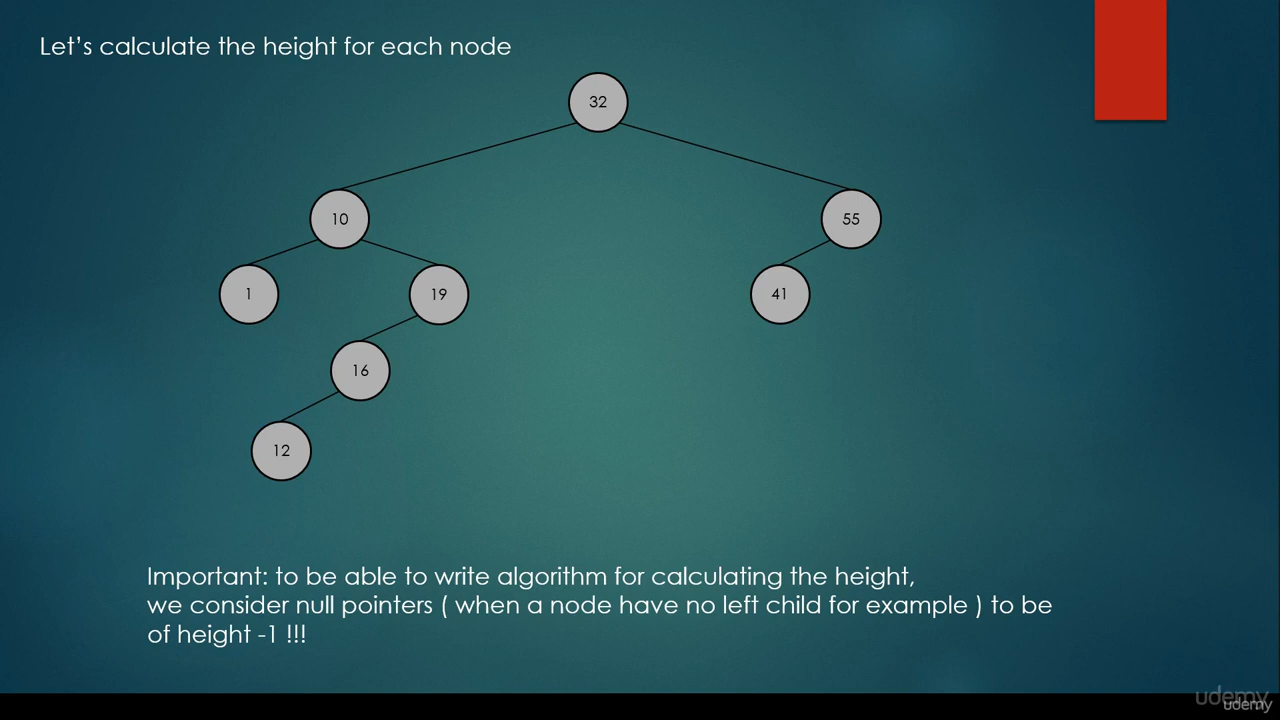 Let's calculate the height for each node
32
10
55
1
19
41
16
12
Important: to be able to write algorithm for calculating the height,
we consider null pointers ( when a node have no left child for example ) to be
of height -1 !!!
udemy
udemy